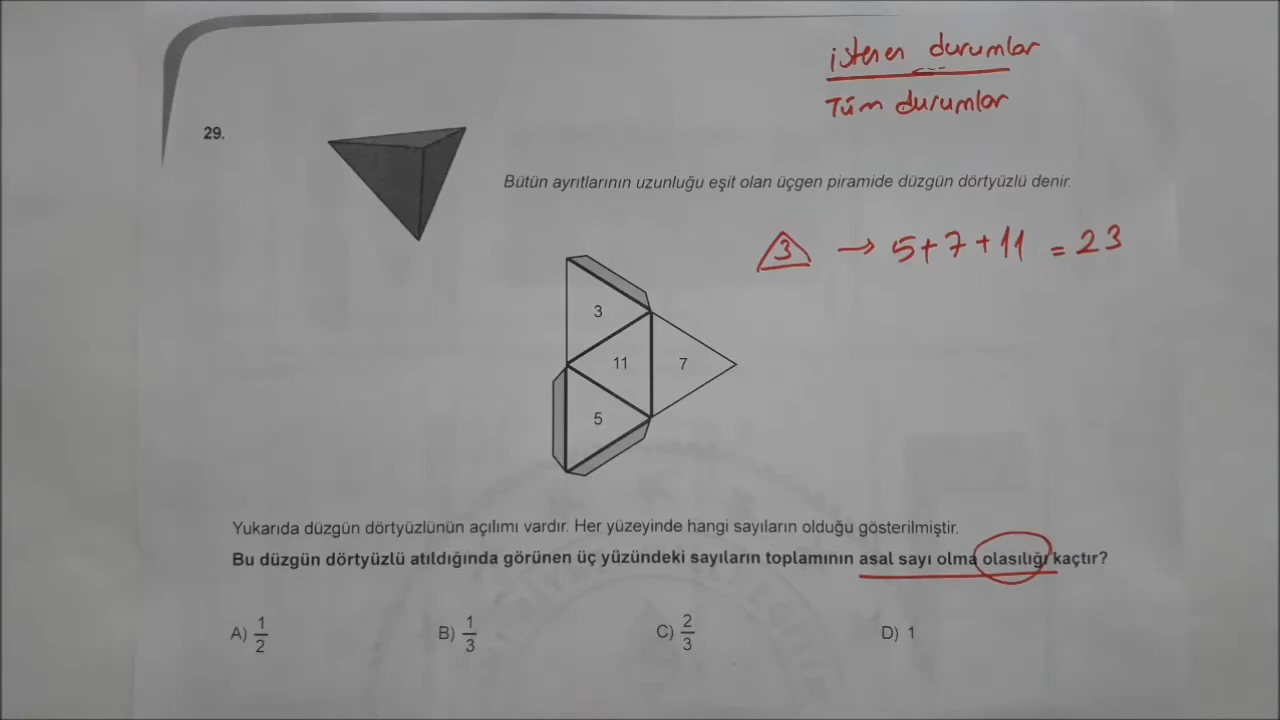 istenen durumlar
Tüm durumlar
29.
Bütün ayrıtlarının uzunluğu eşit olan üçgen piramide düzgün dörtyüzlü denir.
3 → 5+7+11 = 23
3
11 7
5
Yukarıda düzgün dörtyüzlünün açılımı vardır. Her yüzeyinde hangi sayıların olduğu gösterilmiştir.
Bu düzgün dörtyüzlü atıldığında görünen üç yüzündeki sayıların toplamının asal sayı olma olasılığı kaçtır?
A) 1/2 B) 1/3 C) 2/3 D) 1